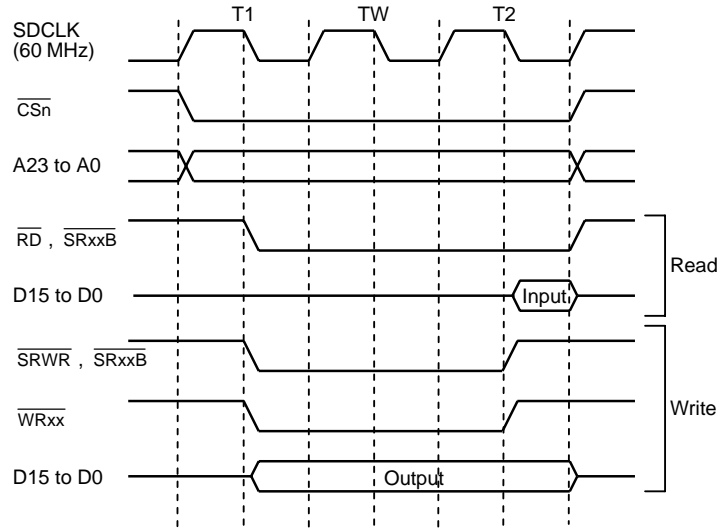 T1 TW T2
SDCLK
(60 MHz)
CSn
A23 to A0
RD , SRxxB
Read
D15 to D0
Input
SRWR , SRxxB
Write
WRxx
D15 to D0
Output